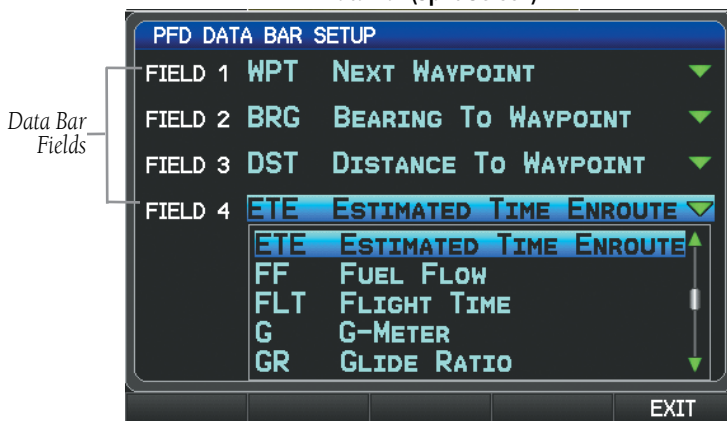 PFD DATA BAR SETUP
FIELD 1 WPT NEXT WAYPOINT
FIELD 2 BRG BEARING TO WAYPOINT
FIELD 3 DST DISTANCE TO WAYPOINT
FIELD 4 ETE ESTIMATED TIME ENROUTE
ETE ESTIMATED TIME ENROUTE
FF FUEL FLOW
FLT FLIGHT TIME
G G-METER
GR GLIDE RATIO
EXIT
Data Bar
Fields